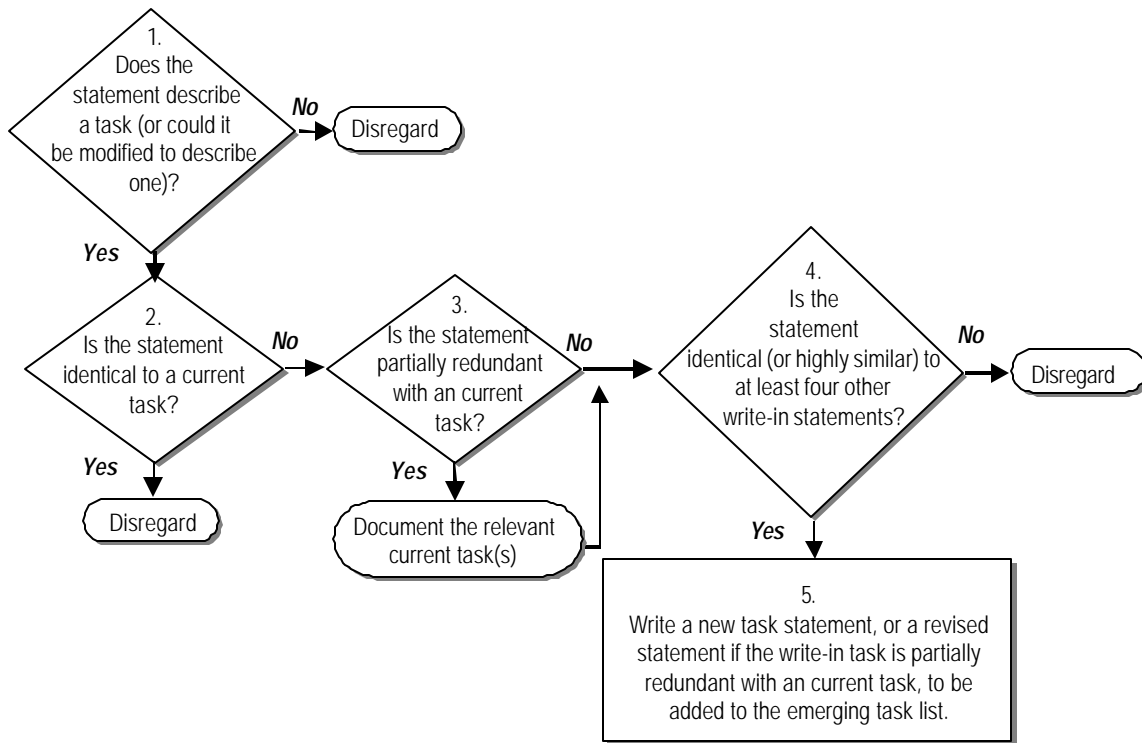 1.
Does the
statement describe
a task (or could it
be modified to describe
one)?
No
Disregard
Yes
2.
Is the statement
identical to a current
task?
No
Yes
Disregard
3.
Is the statement
partially redundant
with an current
task?
No
Yes
Document the relevant
current task(s)
4.
Is the
statement
identical (or highly similar) to
at least four other
write-in statements?
No
Disregard
Yes
5.
Write a new task statement, or a revised
statement if the write-in task is partially
redundant with an current task, to be
added to the emerging task list.